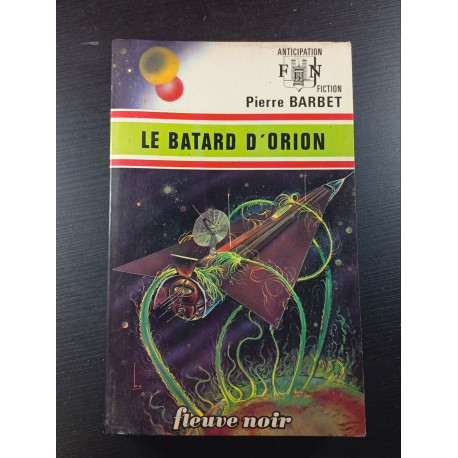 ANTICIPATION
F N
FICTION
Pierre BARBET
LE BATARD D'ORION
fleuve noir